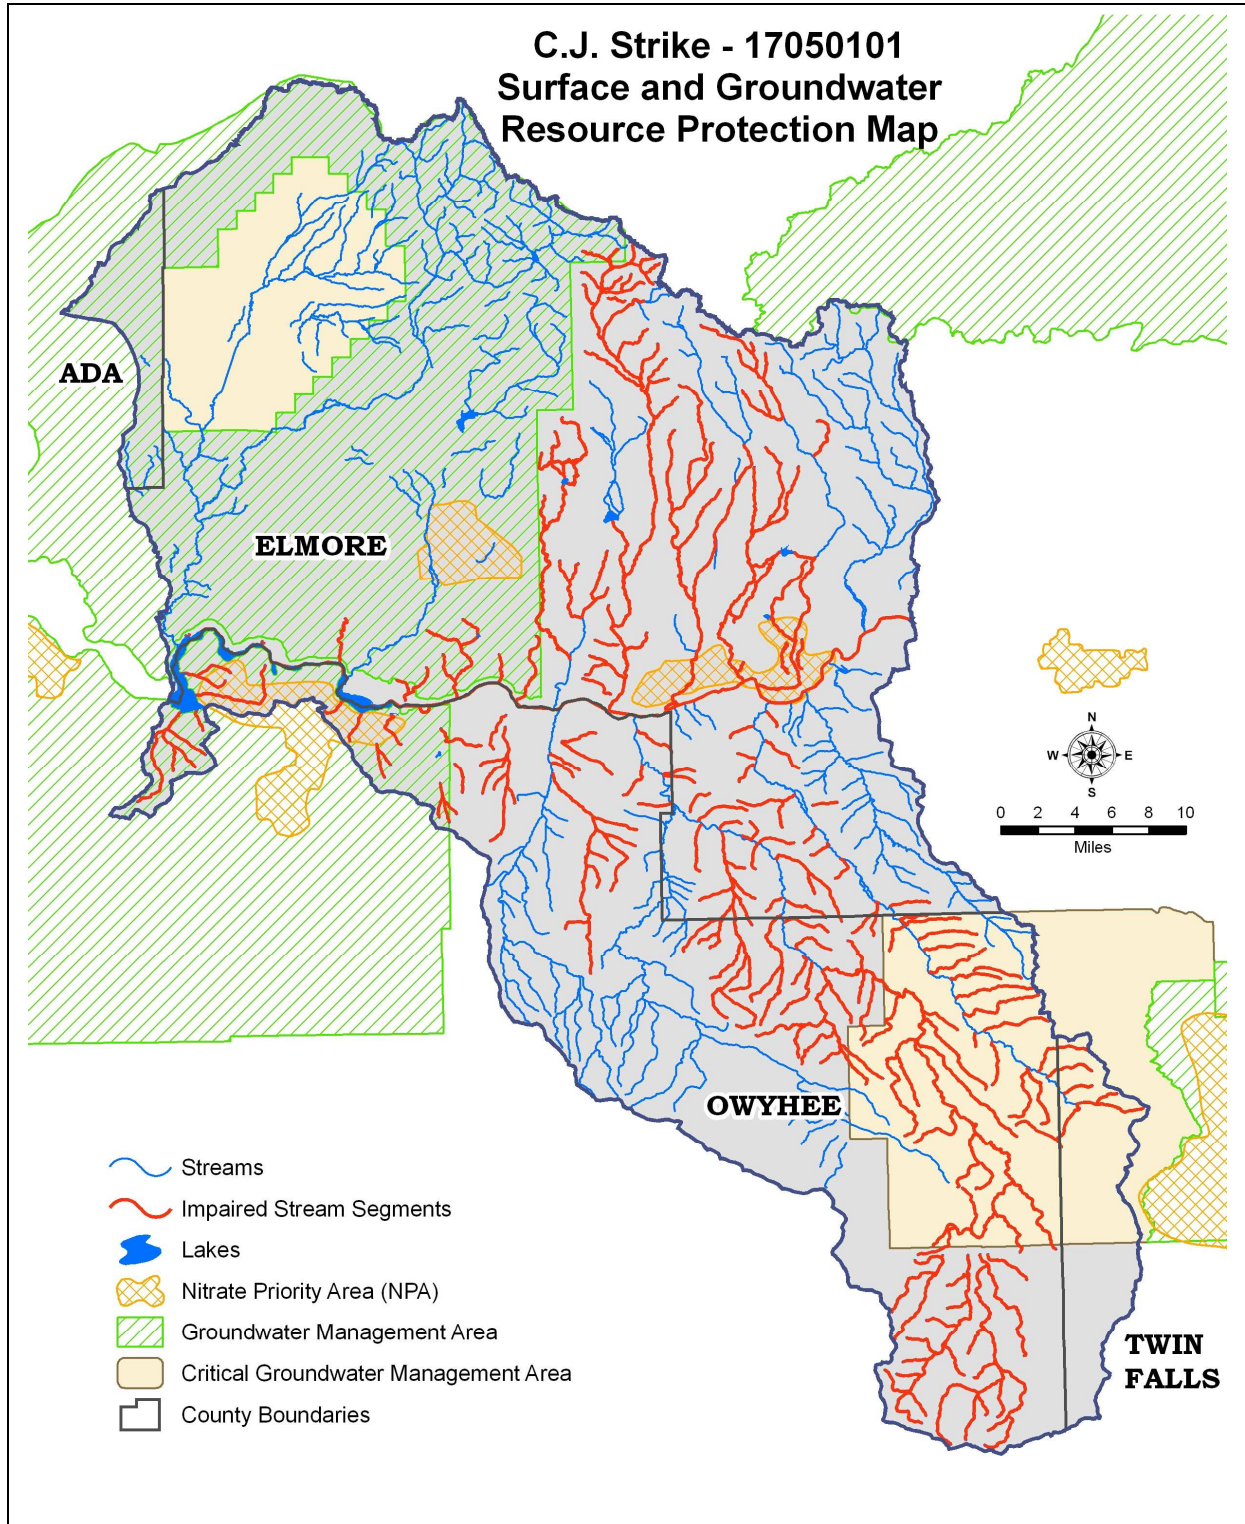 C.J. Strike - 17050101
Surface and Groundwater
Resource Protection Map
ADA
ELMORE
N
W E
S
0 2 4 6 8 10
Miles
OWYHEE
TWIN
FALLS
Streams
Impaired Stream Segments
Lakes
Nitrate Priority Area (NPA)
Groundwater Management Area
Critical Groundwater Management Area
County Boundaries